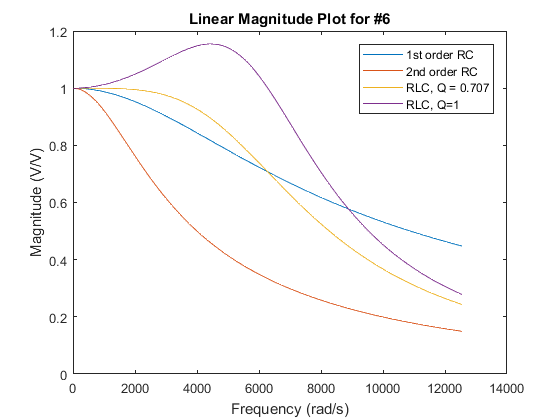 Linear Magnitude Plot for #6
1.2
1
0.8
0.6
0.4
0.2
0
Magnitude (V/V)
1st order RC
2nd order RC
RLC, Q = 0.707
RLC, Q=1
0 2000 4000 6000 8000 10000 12000 14000
Frequency (rad/s)